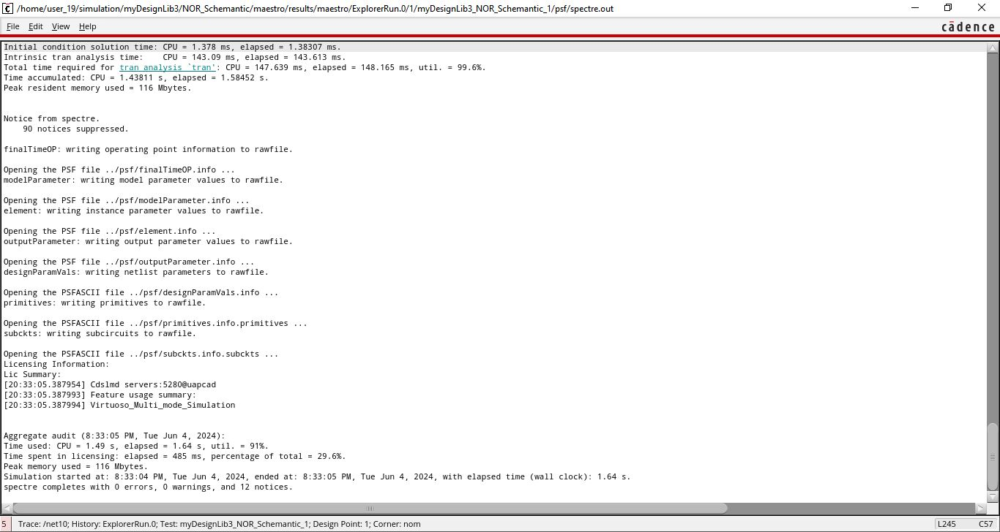 /home/user_19/simulation/myDesignLib3/NOR_Schemantic/maestro/results/maestro/ExplorerRun.0/1/myDesignLib3_NOR_Schemantic_1/psf/spectre.out
File Edit View Help
cādence
Initial condition solution time: CPU = 1.378 ms, elapsed = 1.38307 ms.
Intrinsic tran analysis time:    CPU = 143.09 ms, elapsed = 143.613 ms.
Total time required for tran analysis `tran': CPU = 147.639 ms, elapsed = 148.165 ms, util. = 99.6%.
Time accumulated: CPU = 1.43811 s, elapsed = 1.58452 s.
Peak resident memory used = 116 Mbytes.
Notice from spectre.
    90 notices suppressed.
finalTimeOP: writing operating point information to rawfile.
Opening the PSF file ../psf/finalTimeOP.info ...
modelParameter: writing model parameter values to rawfile.
Opening the PSF file ../psf/modelParameter.info ...
element: writing instance parameter values to rawfile.
Opening the PSF file ../psf/element.info ...
outputParameter: writing output parameter values to rawfile.
Opening the PSF file ../psf/outputParameter.info ...
designParamVals: writing netlist parameters to rawfile.
Opening the PSFASCII file ../psf/designParamVals.info ...
primitives: writing primitives to rawfile.
Opening the PSFASCII file ../psf/primitives.info.primitives ...
subckts: writing subcircuits to rawfile.
Opening the PSFASCII file ../psf/subckts.info.subckts ...
Licensing Information:
Lic Summary:
[20:33:05.387954] Cdslmd servers:5280@uapcad
[20:33:05.387993] Feature usage summary:
[20:33:05.387994] Virtuoso_Multi_mode_Simulation
Aggregate audit (8:33:05 PM, Tue Jun 4, 2024):
Time used: CPU = 1.49 s, elapsed = 1.64 s, util. = 91%.
Time spent in licensing: elapsed = 485 ms, percentage of total = 29.6%.
Peak memory used = 116 Mbytes.
Simulation started at: 8:33:04 PM, Tue Jun 4, 2024, ended at: 8:33:05 PM, Tue Jun 4, 2024, with elapsed time (wall clock): 1.64 s.
spectre completes with 0 errors, 0 warnings, and 12 notices.
5 Trace: /net10; History: ExplorerRun.0; Test: myDesignLib3_NOR_Schemantic_1; Design Point: 1; Corner: nom L245 C57